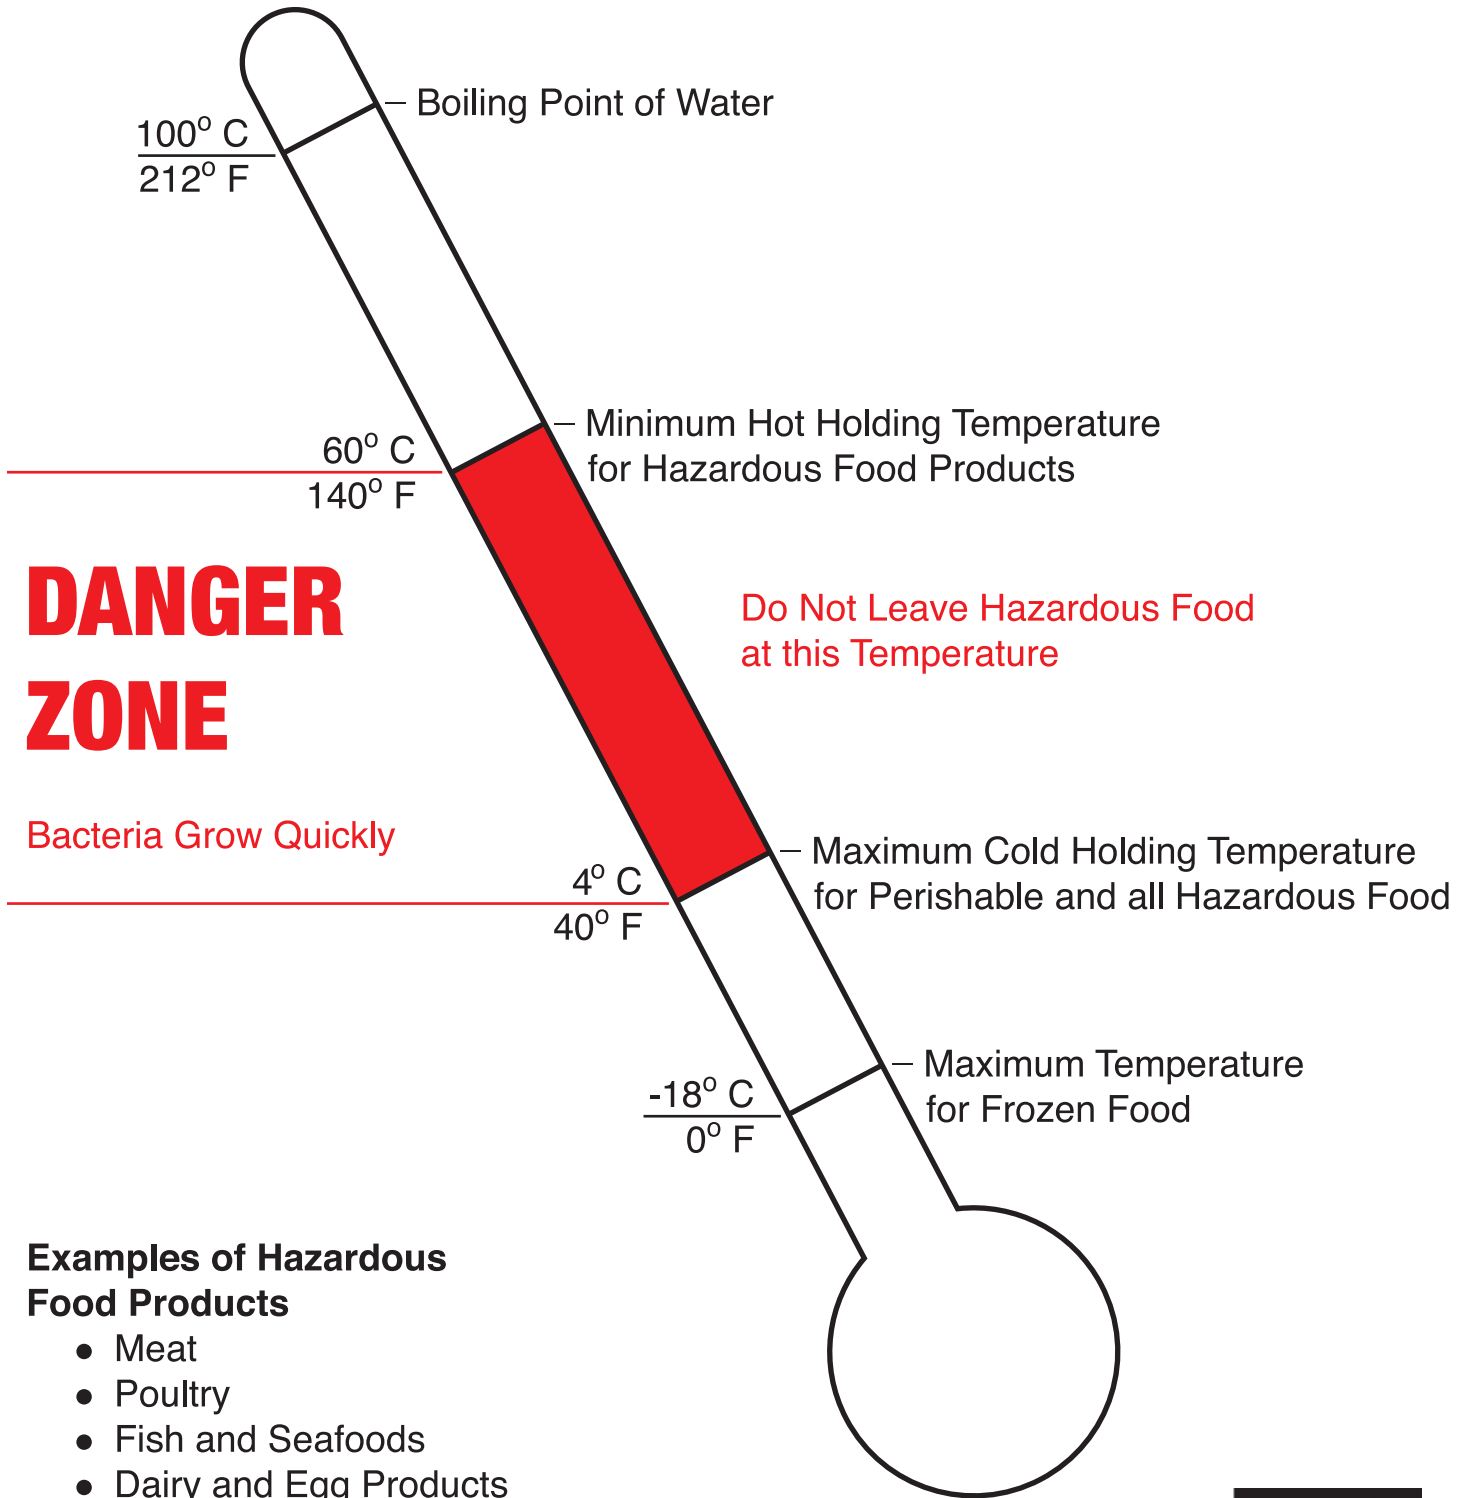 Boiling Point of Water
100° C
212° F
Minimum Hot Holding Temperature
for Hazardous Food Products
60° C
140° F
DANGER
ZONE
Do Not Leave Hazardous Food
at this Temperature
Bacteria Grow Quickly
Maximum Cold Holding Temperature
for Perishable and all Hazardous Food
4° C
40° F
Maximum Temperature
for Frozen Food
-18° C
0° F
Examples of Hazardous
Food Products
● Meat
● Poultry
● Fish and Seafoods
● Dairy and Egg Products